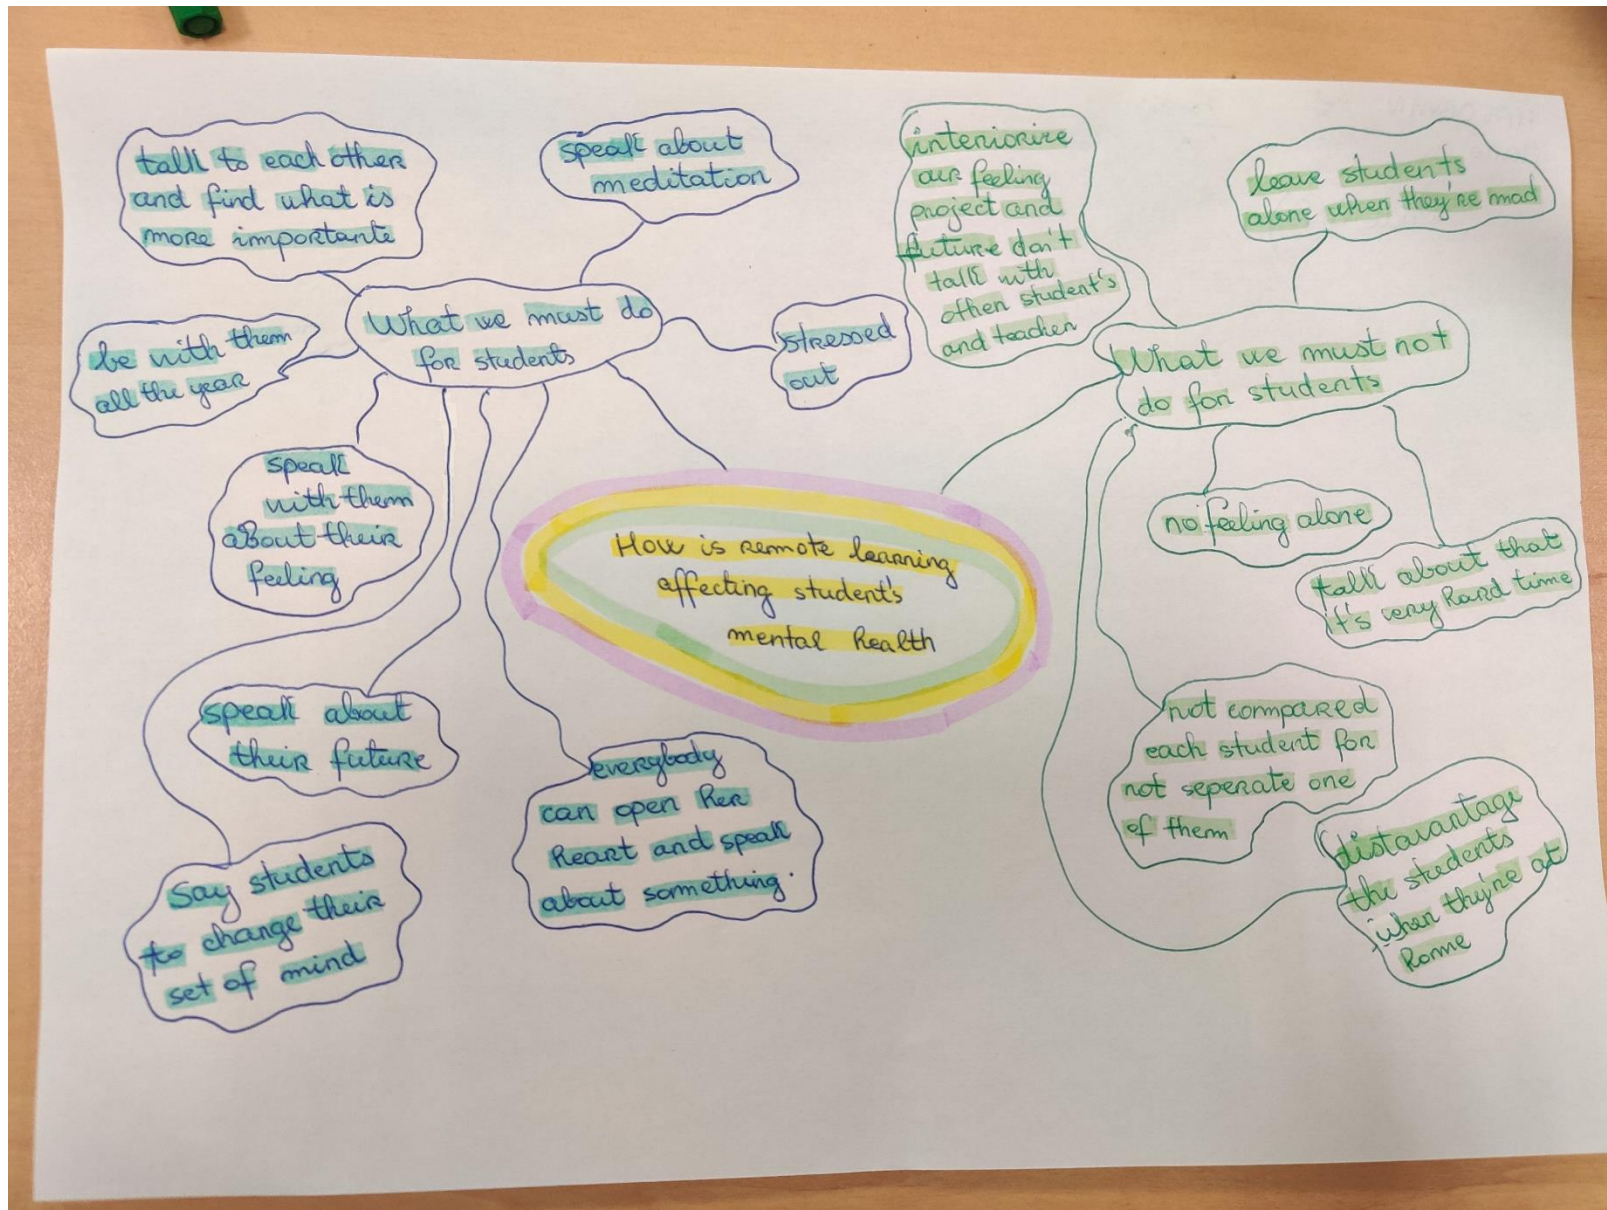 talk to each other
and find what is
more importante
speak about
meditation
What we must do
for students
be with them
all the year
stressed
out
speak
with them
about their
feeling
speak about
their future
Say students
to change their
set of mind
everybody
can open her
heart and speak
about something.
How is remote learning
affecting student's
mental health
interiorize
our feeling
project and
future don't
talk with
other student's
and teacher
leave students
alone when they're mad
What we must not
do for students
no feeling alone
talk about that
it's very hard time
not compared
each student for
not seperate one
of them
distavantage
the students
when they're at
home